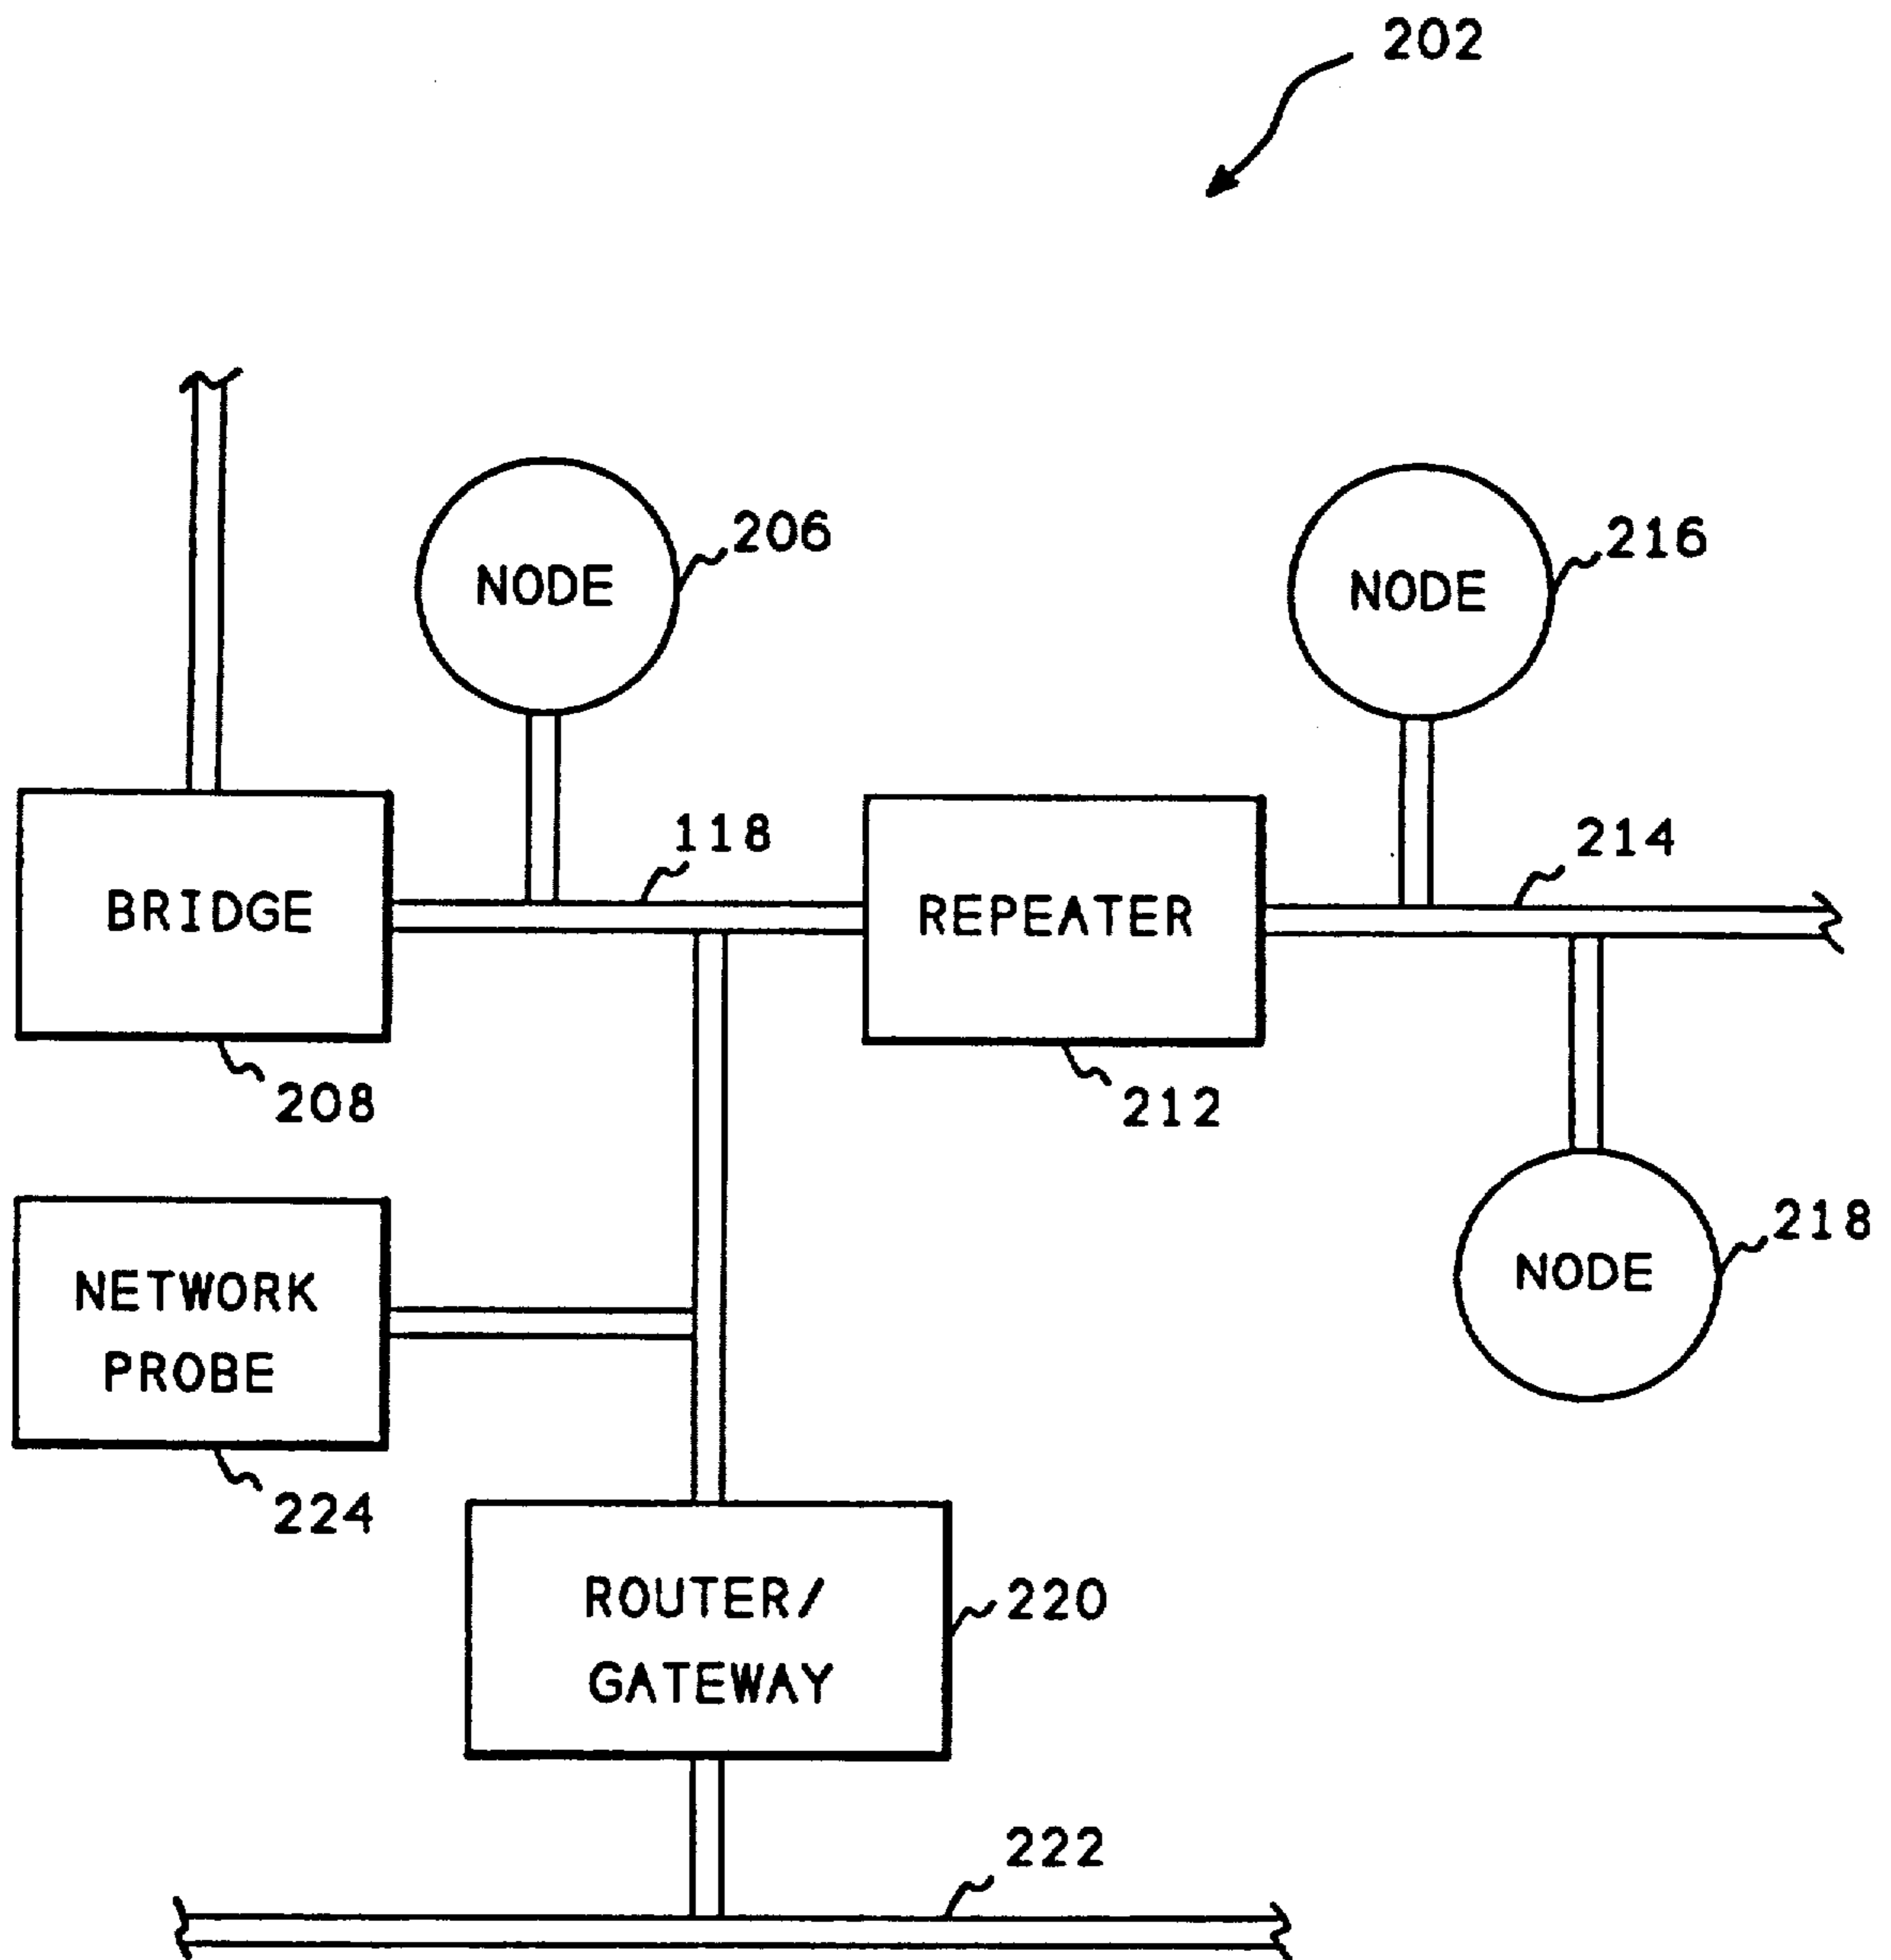 202
206
NODE
216
NODE
118
214
BRIDGE
REPEATER
208
212
218
NODE
NETWORK
PROBE
224
ROUTER/
GATEWAY
220
222